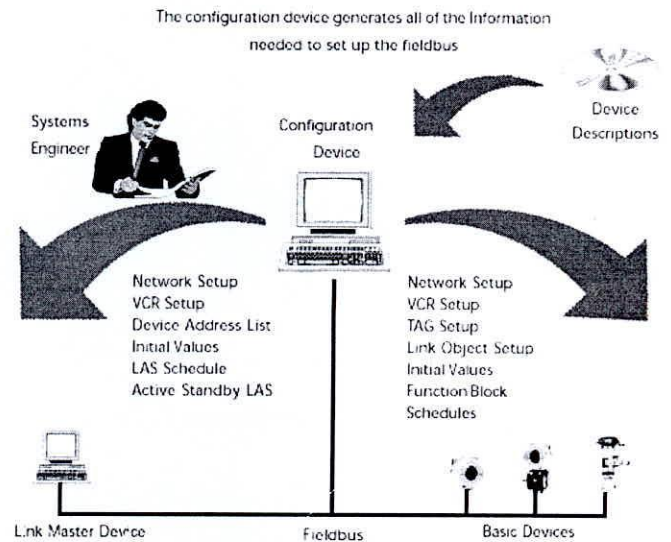 The configuration device generates all of the Information
needed to set up the fieldbus
Systems
Engineer
Configuration
Device
Device
Descriptions
Network Setup
VCR Setup
Device Address List
Initial Values
LAS Schedule
Active Standby LAS
Network Setup
VCR Setup
TAG Setup
Link Object Setup
Initial Values
Function Block
Schedules
Link Master Device
Fieldbus
Basic Devices